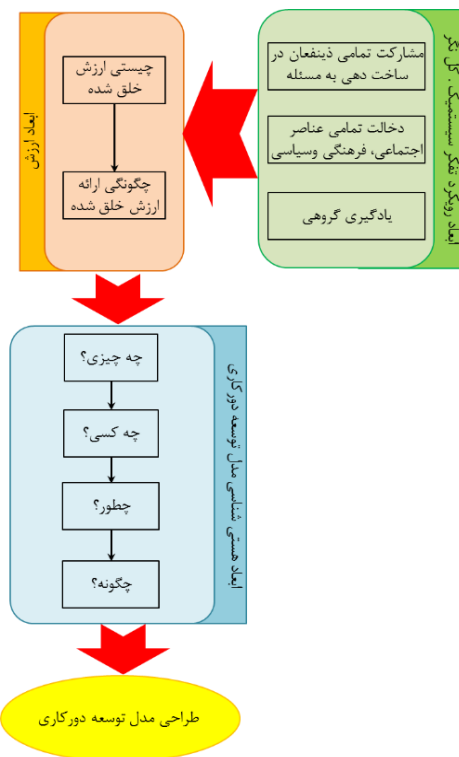 ابعاد رویکرد تفکر سیستمیک . کل نگر
مشارکت تمامی ذینفعان در
ساخت دهی به مسئله
دخالت تمامی عناصر
اجتماعی، فرهنگی وسیاسی
یادگیری گروهی
چیستی ارزش
خلق شده
چگونگی ارائه
ارزش خلق شده
ابعاد ارزش
ابعاد هستی شناسی مدل توسعه دورکاری
چه چیزی؟
چه کسی؟
چطور؟
چگونه؟
طراحی مدل توسعه دورکاری